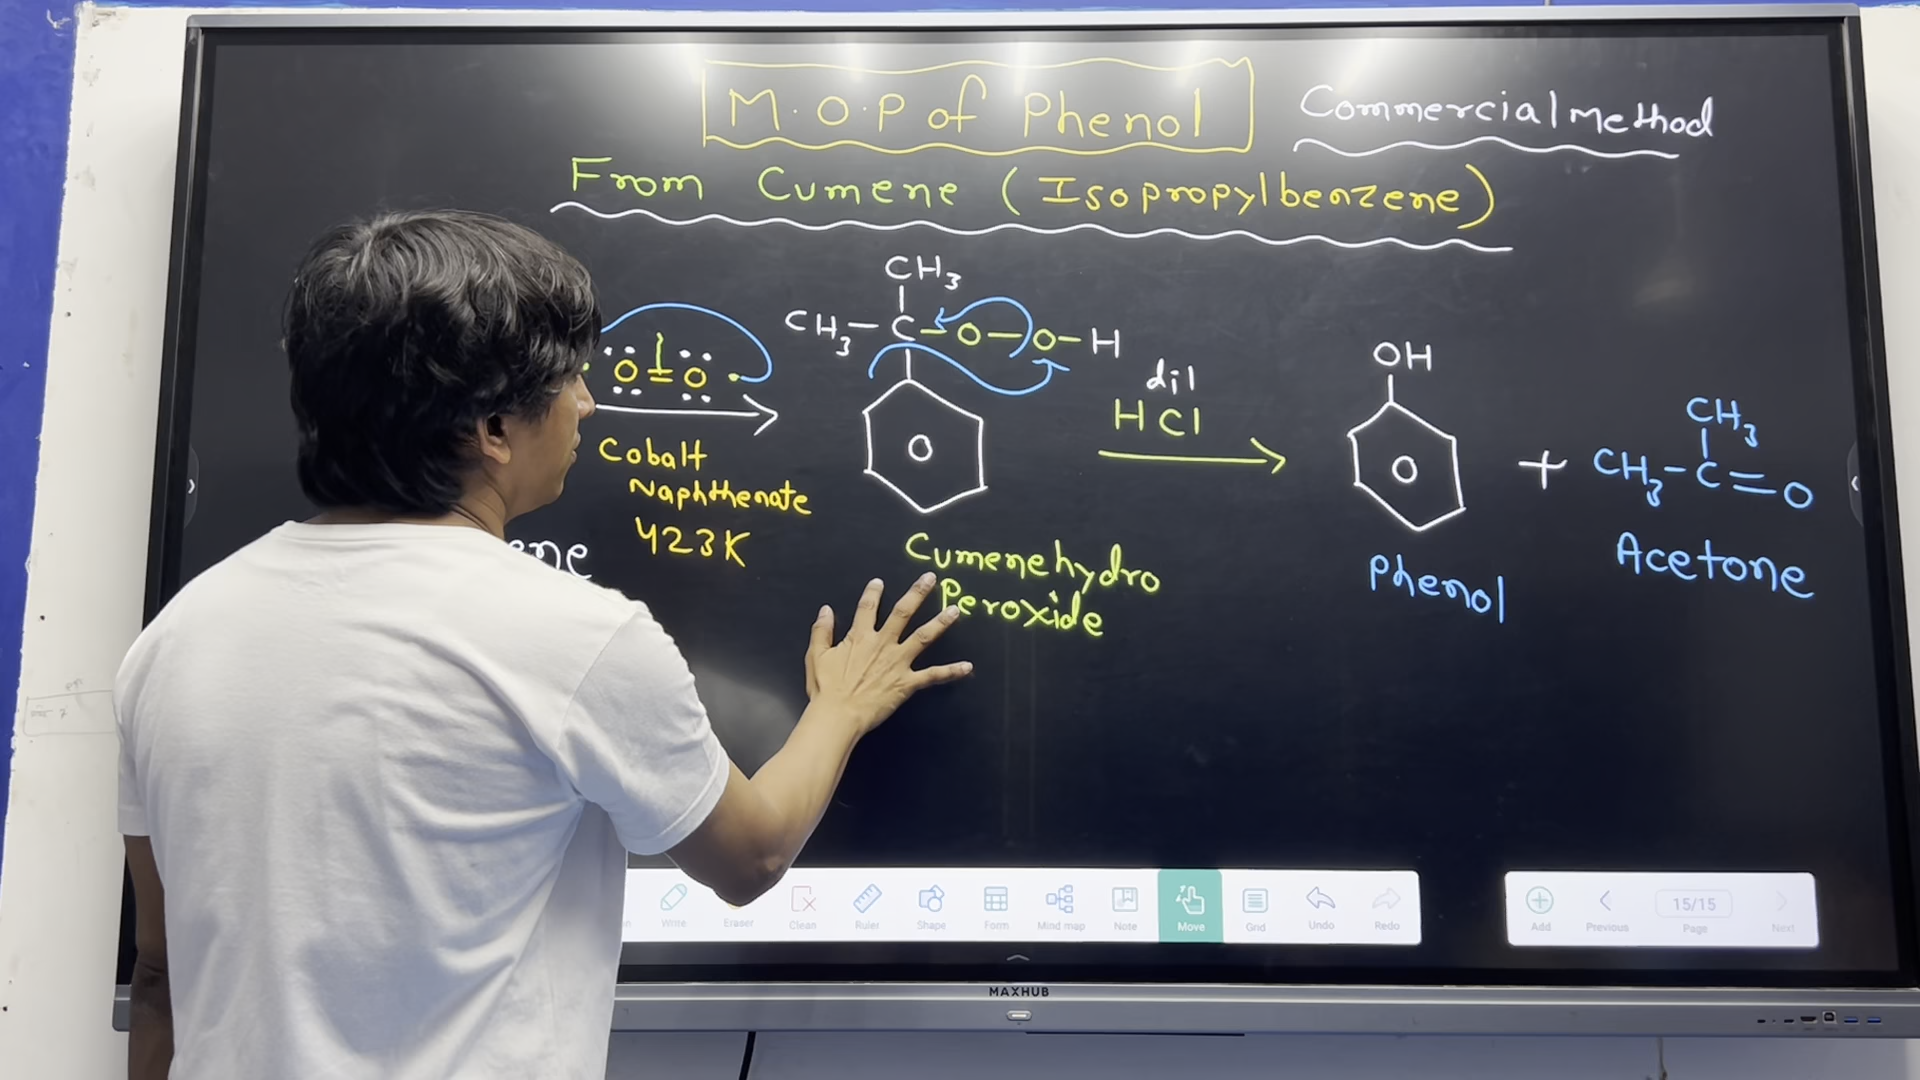 M.O.P of Phenol
Commercial method
From Cumene (Isopropylbenzene)
CH3
CH3-C-O-O-H
O=O
Cobalt
Naphthenate
423K
ene
Cumenehydro
Peroxide
dil
HCl
OH
Phenol
+
CH3
CH3-C=O
Acetone
Write
Eraser
Clean
Ruler
Shape
Form
Mind map
Note
Move
Grid
Undo
Redo
Add
Previous
15/15
Page
Next
MAXHUB